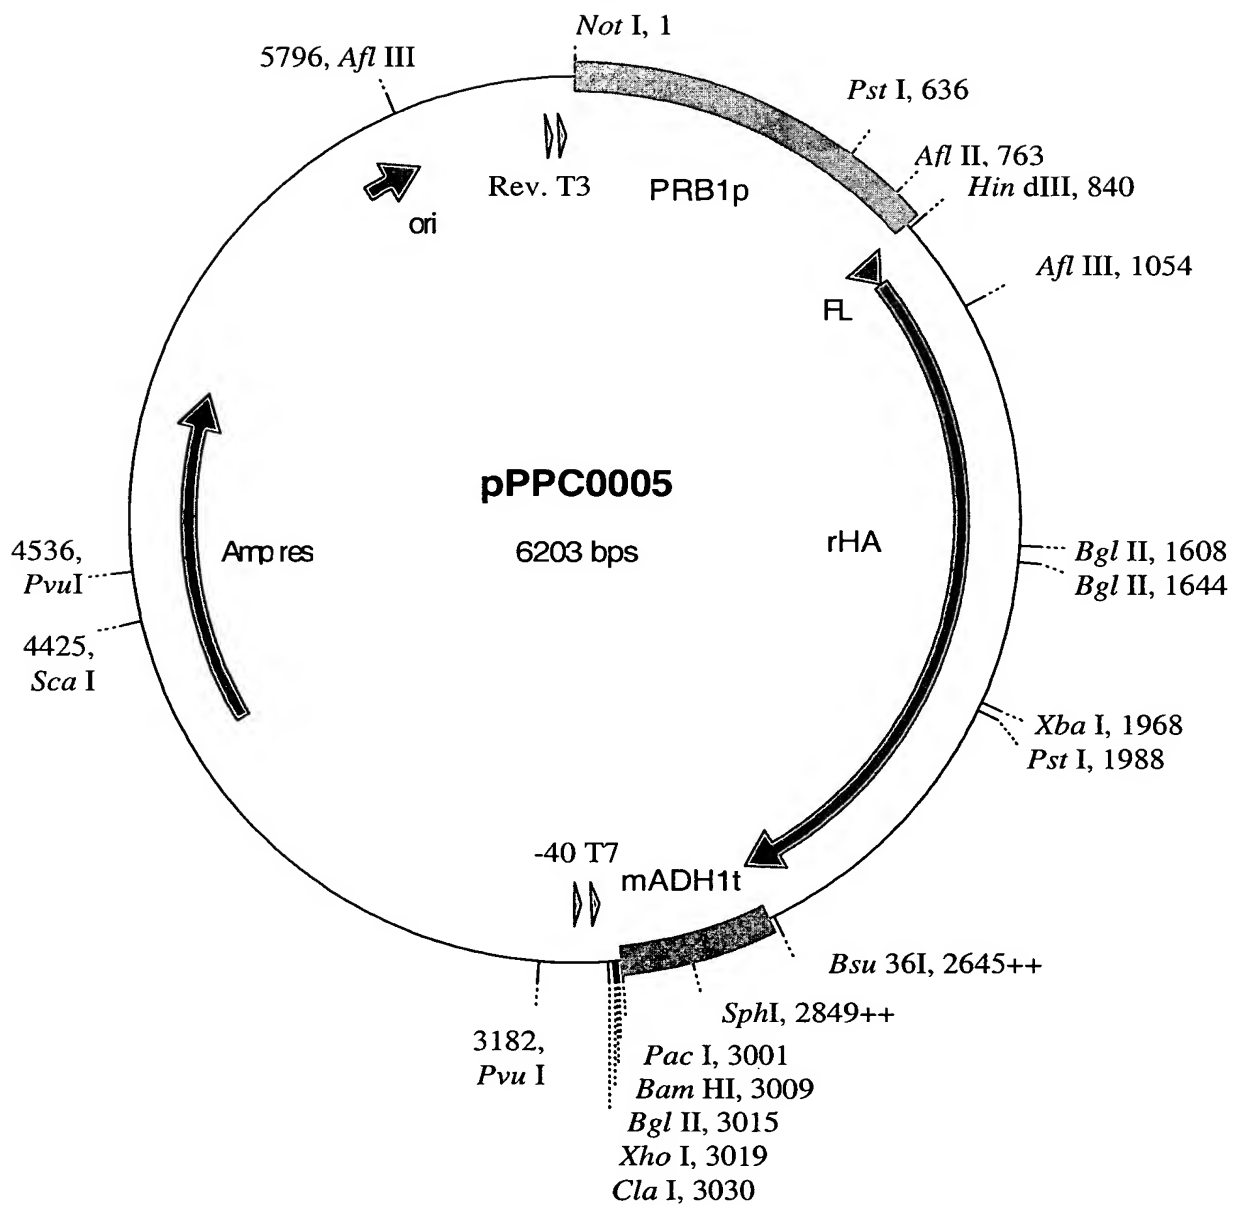 Not I, 1
5796, Afl III
Pst I, 636
Afl II, 763
Hin dIII, 840
Rev. T3
PRB1p
ori
Afl III, 1054
FL
pPPC0005
6203 bps
rHA
Amp res
4536,
PvuI
Bgl II, 1608
Bgl II, 1644
4425,
Sca I
Xba I, 1968
Pst I, 1988
-40 T7
mADH1t
Bsu 36I, 2645++
SphI, 2849++
3182,
Pvu I
Pac I, 3001
Bam HI, 3009
Bgl II, 3015
Xho I, 3019
Cla I, 3030